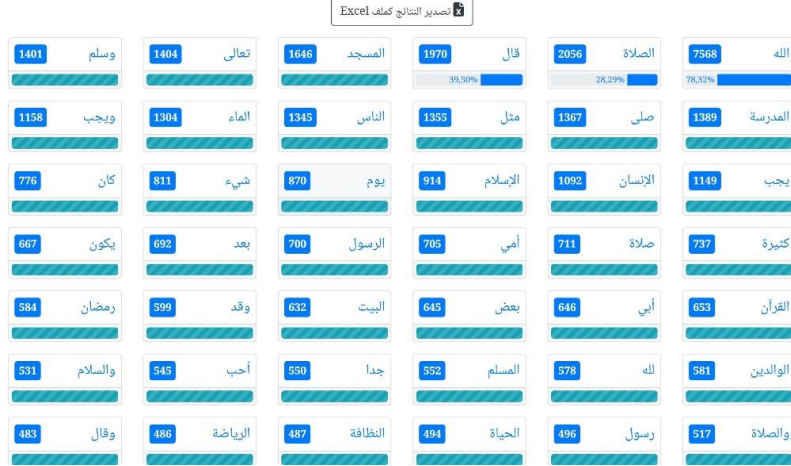 تصدير النتائج كملف Excel
الله 7568 الصلاة 2056 قال 1970 المسجد 1646 تعالى 1404 وسلم 1401
78,32% 28,29% 39,50%
المدرسة 1389 صلى 1367 مثل 1355 الناس 1345 الماء 1304 ويجب 1158
يجب 1149 الإنسان 1092 الإسلام 914 يوم 870 شيء 811 كان 776
كثيرة 737 صلاة 711 أمي 705 الرسول 700 بعد 692 يكون 667
القرآن 653 أبي 646 بعض 645 البيت 632 وقد 599 رمضان 584
الوالدين 581 لله 578 المسلم 552 جدا 550 أحب 545 والسلام 531
والصلاة 517 رسول 496 الحياة 494 النظافة 487 الرياضة 486 وقال 483